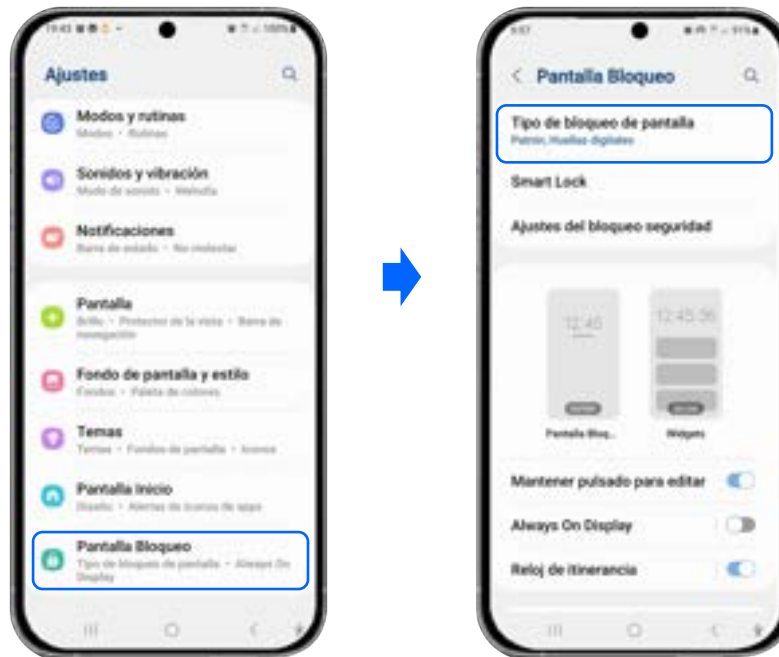 19:43
100%
Ajustes
Modos y rutinas
Modos • Rutinas
Sonidos y vibración
Modo de sonido • Melodía
Notificaciones
Barra de estado • No molestar
Pantalla
Brillo • Protector de la vista • Barra de
navegación
Fondo de pantalla y estilo
Fondos • Paleta de colores
Temas
Temas • Fondos de pantalla • Iconos
Pantalla Inicio
Diseño • Alertas de iconos de apps
Pantalla Bloqueo
Tipo de bloqueo de pantalla • Always On
Display
91%
Pantalla Bloqueo
Tipo de bloqueo de pantalla
Patrón, Huellas digitales
Smart Lock
Ajustes del bloqueo seguridad
12:45
12:45:36
Pantalla Bloq...
Widgets
Mantener pulsado para editar
Always On Display
Reloj de itinerancia